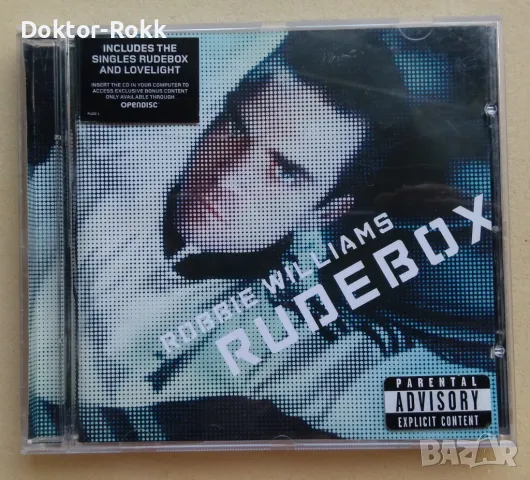 Doktor-Rokk
INCLUDES THE
SINGLES RUDEBOX
AND LOVELIGHT
INSERT THE CD IN YOUR COMPUTER TO
ACCESS EXCLUSIVE BONUS CONTENT
ONLY AVAILABLE THROUGH
OPENDISC
ROBBIE WILLIAMS
RUDEBOX
PARENTAL
ADVISORY
EXPLICIT CONTENT
BAZAR